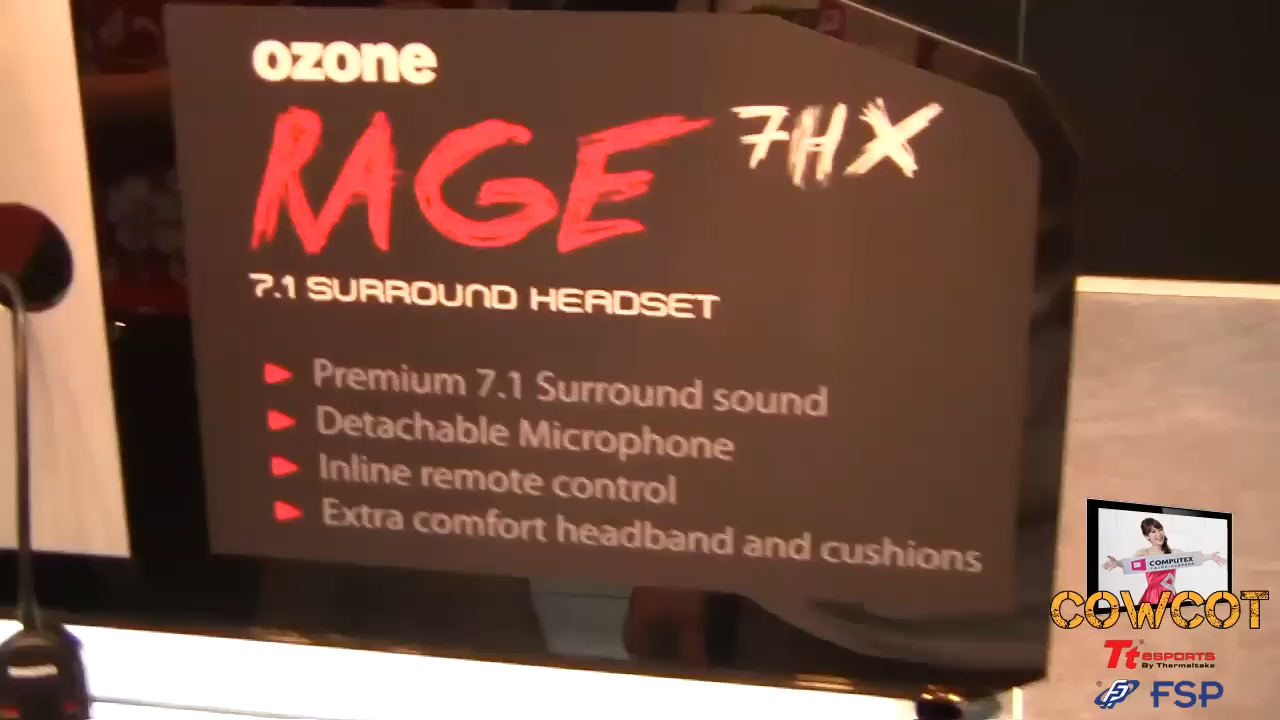 ozone
RAGE 7HX
7.1 SURROUND HEADSET
Premium 7.1 Surround sound
Detachable Microphone
Inline remote control
Extra comfort headband and cushions
ozone
COMPUTEX
COWCOT
Tt eSPORTS
By Thermaltake
FSP